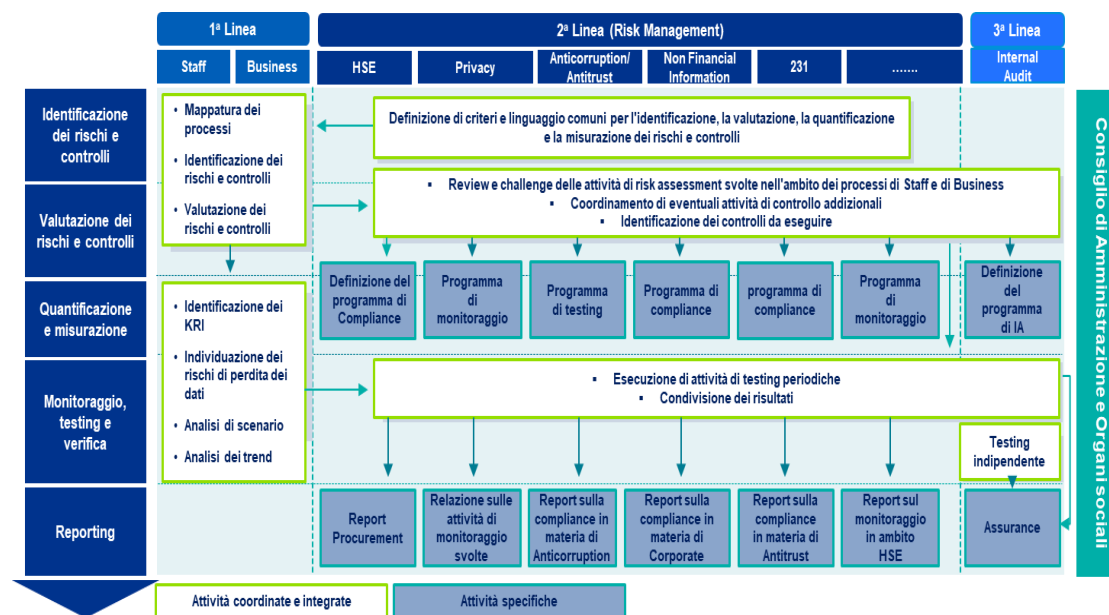 1ª Linea
2ª Linea (Risk Management)
3ª Linea
Staff
Business
HSE
Privacy
Anticorruption/
Antitrust
Non Financial
Information
231
.......
Internal
Audit
Identificazione
dei rischi e
controlli
Valutazione dei
rischi e controlli
Quantificazione
e misurazione
Monitoraggio,
testing e
verifica
Reporting
• Mappatura dei
processi
• Identificazione dei
rischi e controlli
• Valutazione dei
rischi e controlli
Definizione di criteri e linguaggio comuni per l'identificazione, la valutazione, la quantificazione
e la misurazione dei rischi e controlli
▪ Review e challenge delle attività di risk assessment svolte nell'ambito dei processi di Staff e di Business
▪ Coordinamento di eventuali attività di controllo addizionali
▪ Identificazione dei controlli da eseguire
Definizione del
programma di
Compliance
Programma
di
monitoraggio
Programma
di testing
Programma di
compliance
programma di
compliance
Programma
di
monitoraggio
Definizione
del
programma
di IA
• Identificazione dei
KRI
• Individuazione dei
rischi di perdita dei
dati
• Analisi di scenario
• Analisi dei trend
▪ Esecuzione di attività di testing periodiche
▪ Condivisione dei risultati
Testing
indipendente
Report
Procurement
Relazione sulle
attività di
monitoraggio
svolte
Report sulla
compliance in
materia di
Anticorruption
Report sulla
compliance in
materia di
Corporate
Report sulla
compliance
in materia di
Antitrust
Report sul
monitoraggio
in ambito
HSE
Assurance
Consiglio di Amministrazione e Organi sociali
Attività coordinate e integrate
Attività specifiche